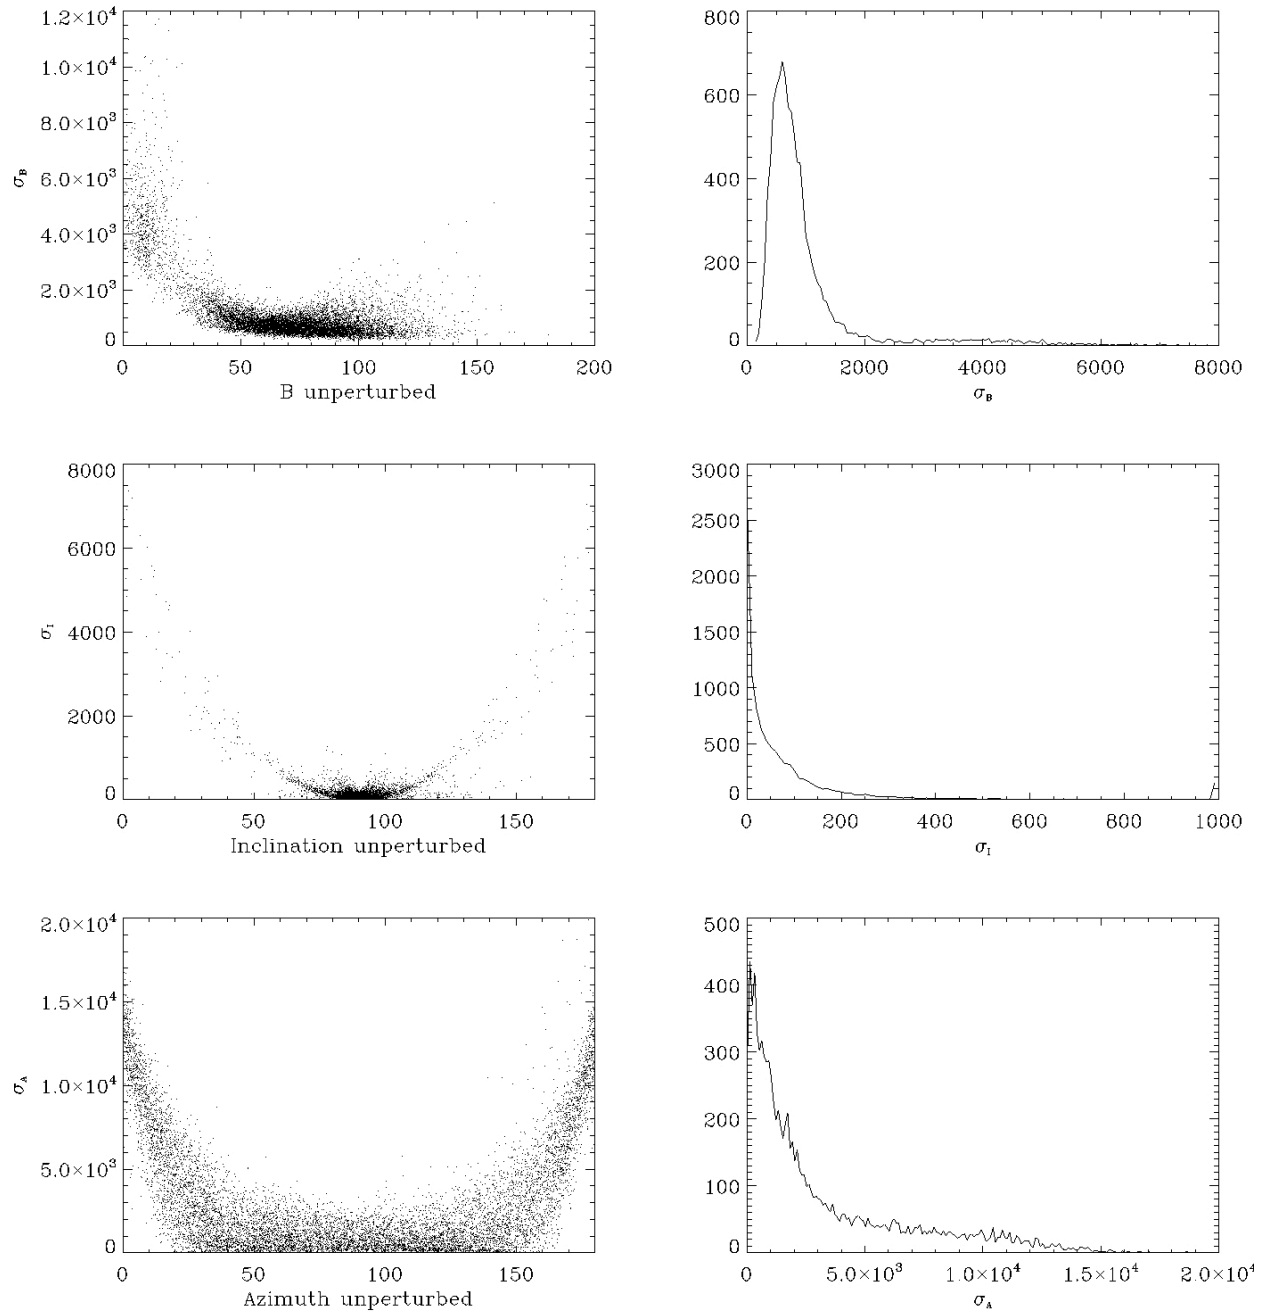 1.2×10⁴
1.0×10⁴
8.0×10³
6.0×10³
4.0×10³
2.0×10³
0
σB
0 50 100 150 200
B unperturbed
800
600
400
200
0
0 2000 4000 6000 8000
σB
8000
6000
4000
2000
0
σI
0 50 100 150
Inclination unperturbed
3000
2500
2000
1500
1000
500
0
0 200 400 600 800 1000
σI
2.0×10⁴
1.5×10⁴
1.0×10⁴
5.0×10³
0
σA
0 50 100 150
Azimuth unperturbed
500
400
300
200
100
0
0 5.0×10³ 1.0×10⁴ 1.5×10⁴ 2.0×10⁴
σA